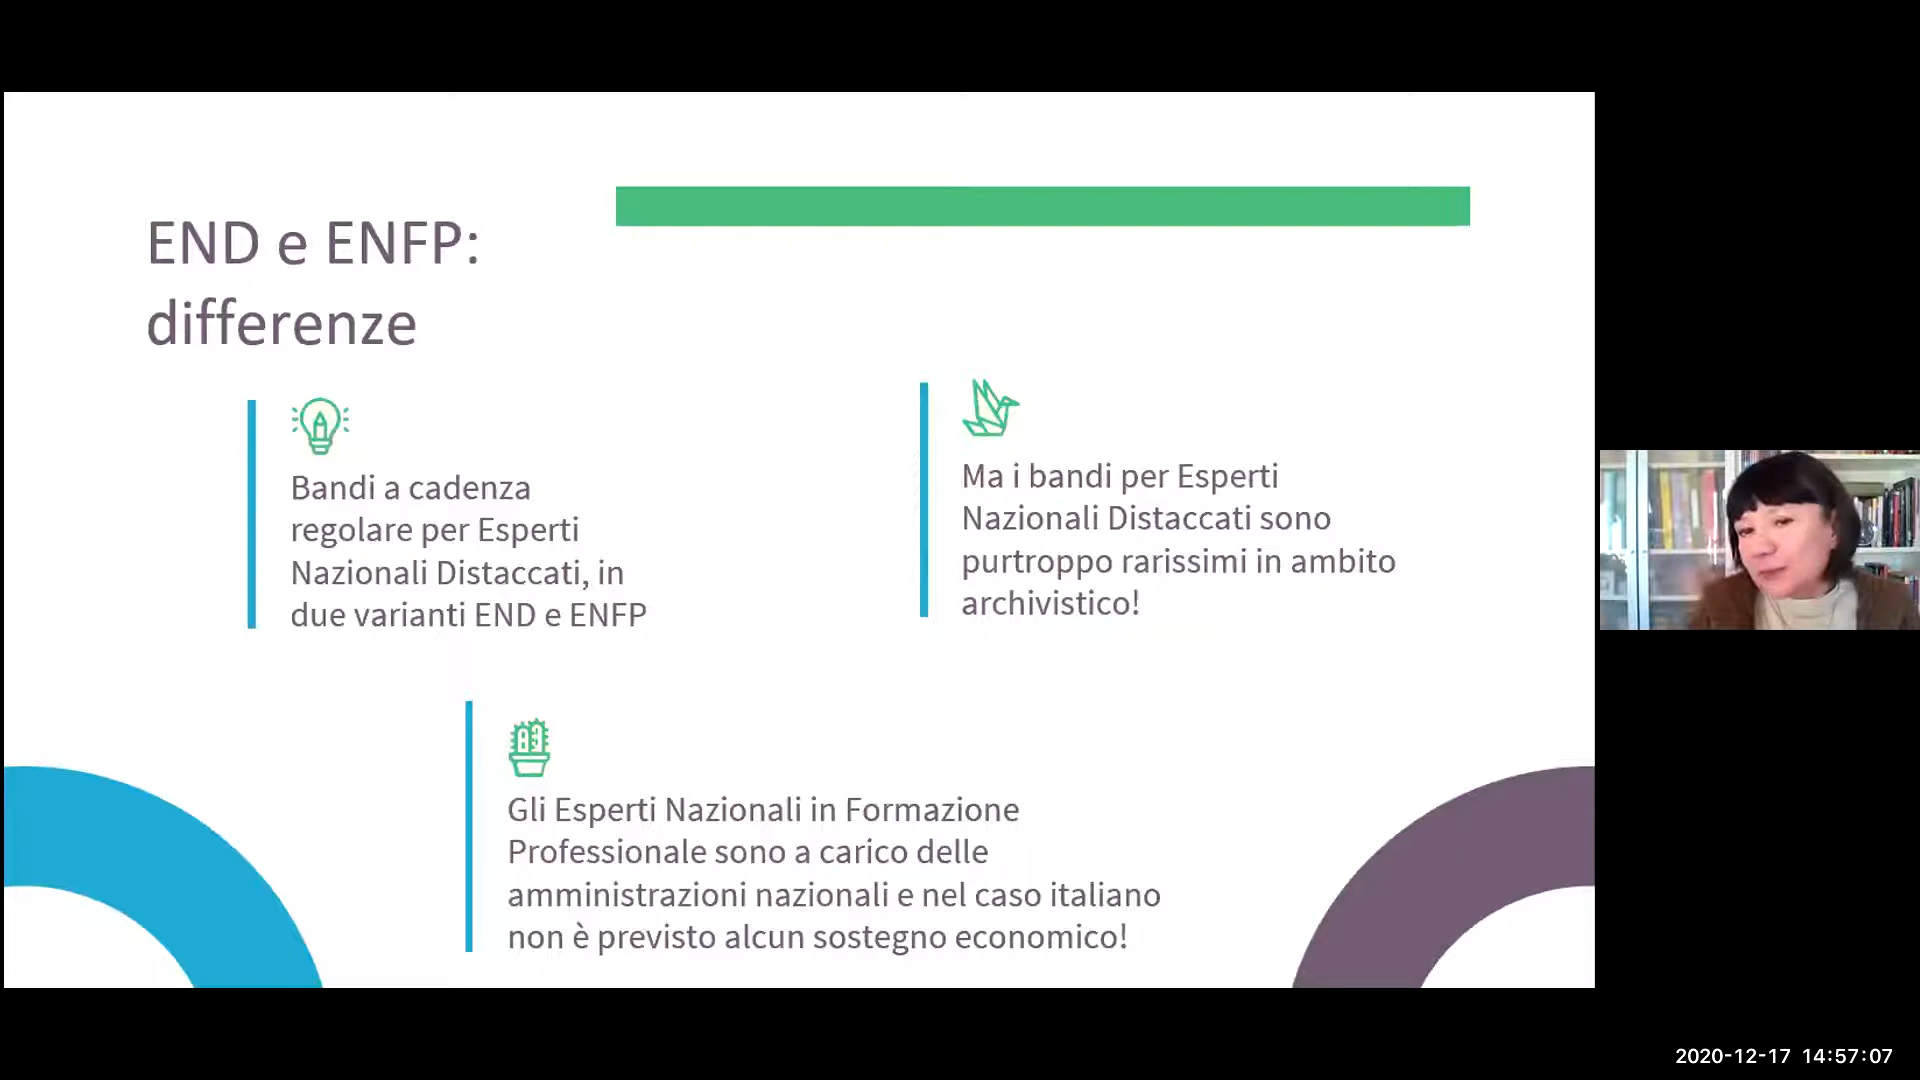 END e ENFP:
differenze
Bandi a cadenza
regolare per Esperti
Nazionali Distaccati, in
due varianti END e ENFP
Ma i bandi per Esperti
Nazionali Distaccati sono
purtroppo rarissimi in ambito
archivistico!
Gli Esperti Nazionali in Formazione
Professionale sono a carico delle
amministrazioni nazionali e nel caso italiano
non è previsto alcun sostegno economico!
2020-12-17 14:57:07